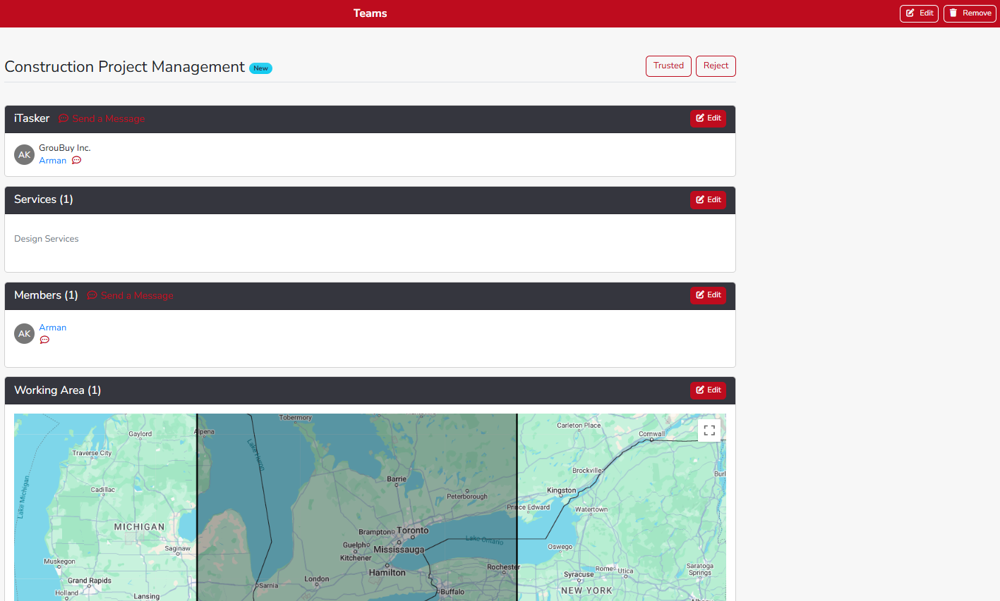 Teams
Edit
Remove
Construction Project Management New
Trusted
Reject
iTasker Send a Message
Edit
AK
GrouBuy Inc.
Arman
Services (1)
Edit
Design Services
Members (1) Send a Message
Edit
AK
Arman
Working Area (1)
Edit
Tobermory
Alpena
Gaylord
Carleton Place
Cornwall
Lake Huron
Traverse City
Brockville
Barrie
Lake Michigan
Cadillac
Kingston
Peterborough
Prince Edward
Watertown
MICHIGAN
Brampton
Toronto
Lake Ontario
Guelph
Mississauga
Saginaw
Oswego
Kitchener
Muskegon
Rochester
Rome
Utica
Saratoga
Springs
Hamilton
Syracuse
Grand Rapids
London
Sarnia
Holland
Lansing
Buffalo
NEW YORK